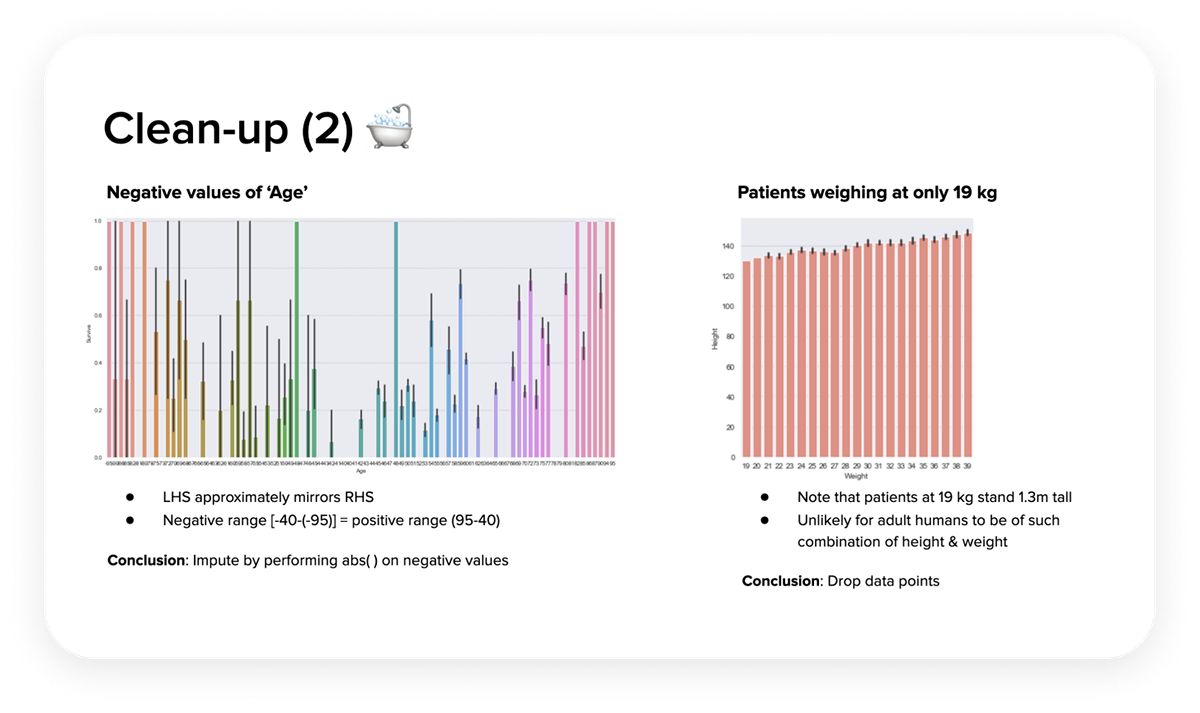 Clean-up (2)
Negative values of ‘Age’
1.0
0.8
0.6
0.4
0.2
0.0
Survive
Age
● LHS approximately mirrors RHS
● Negative range [-40-(-95)] = positive range (95-40)
Conclusion: Impute by performing abs( ) on negative values
Patients weighing at only 19 kg
140
120
100
80
60
40
20
0
Height
19 20 21 22 23 24 25 26 27 28 29 30 31 32 33 34 35 36 37 38 39
Weight
● Note that patients at 19 kg stand 1.3m tall
● Unlikely for adult humans to be of such
combination of height & weight
Conclusion: Drop data points